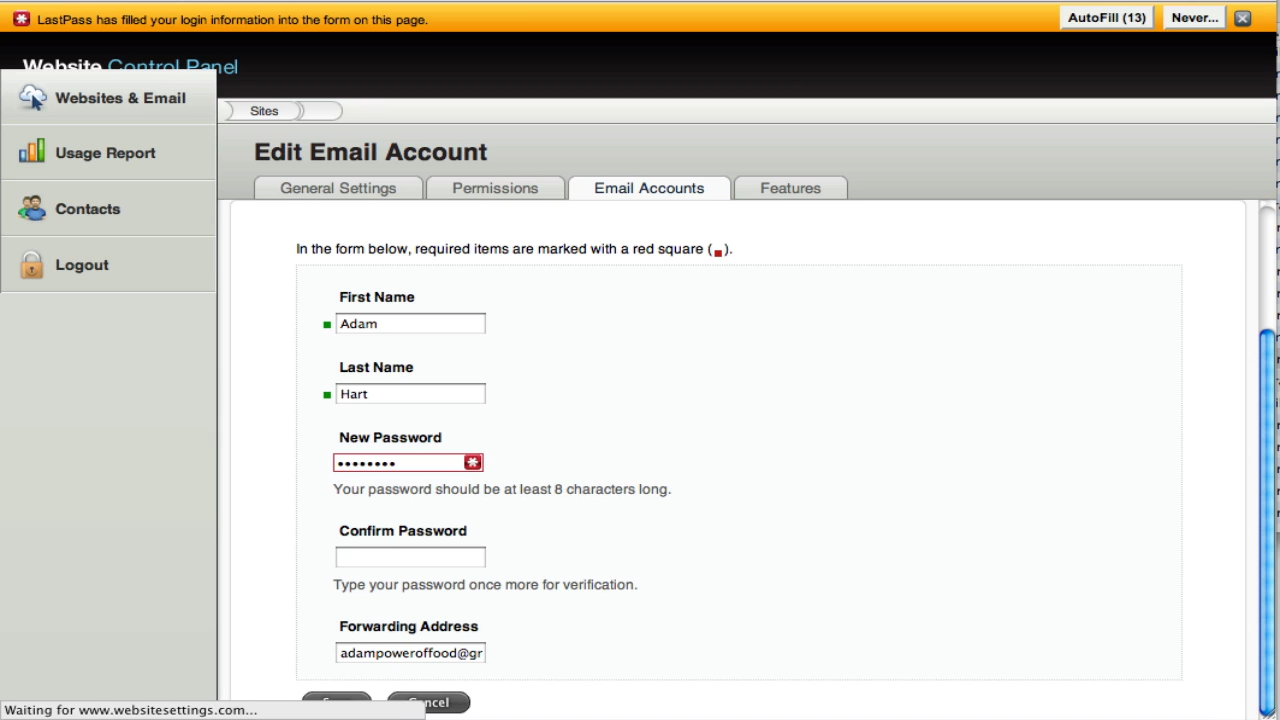 LastPass has filled your login information into the form on this page.
AutoFill (13)
Never...
Website Control Panel
Websites & Email
Usage Report
Contacts
Logout
Sites
Edit Email Account
General Settings
Permissions
Email Accounts
Features
In the form below, required items are marked with a red square ( ).
First Name
Adam
Last Name
Hart
New Password
Your password should be at least 8 characters long.
Confirm Password
Type your password once more for verification.
Forwarding Address
adampoweroffood@gr
Waiting for www.websitesettings.com...